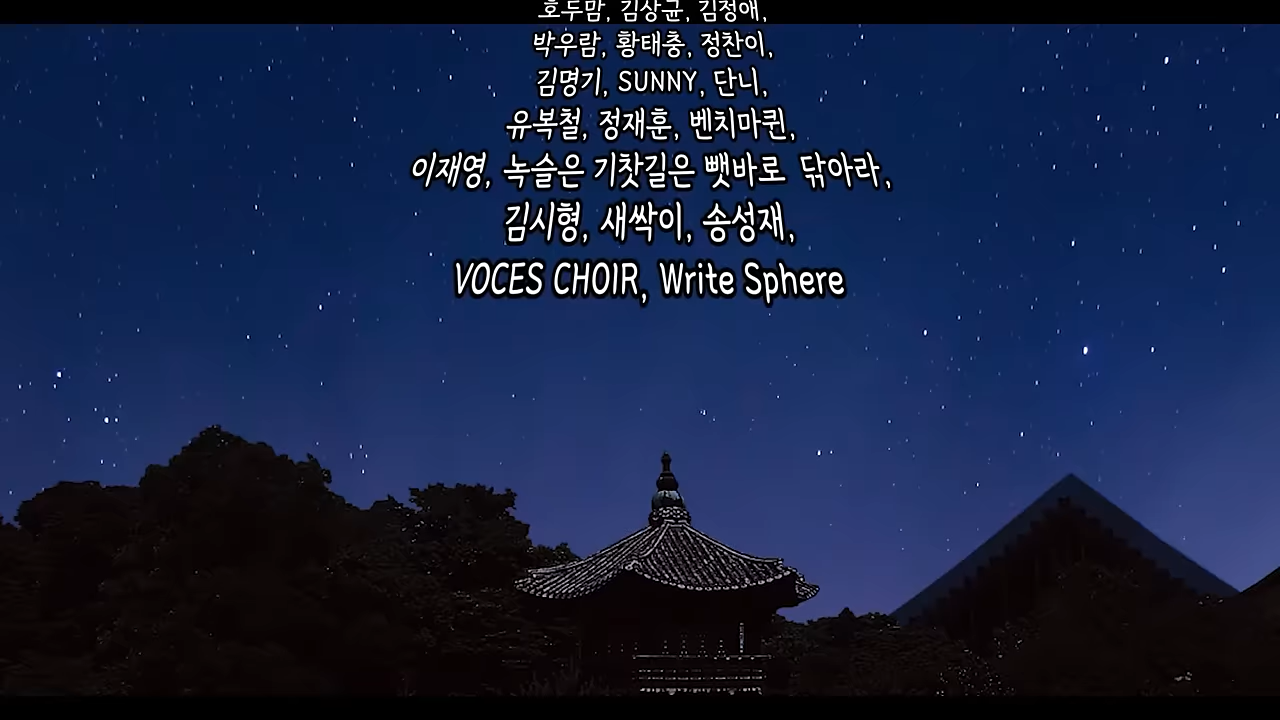 호두맘, 김상균, 김정애,
박우람, 황태충, 정찬이,
김명기, SUNNY, 단니,
유복철, 정재훈, 벤치마퀸,
이재영, 녹슬은 기찻길은 뺏바로 닦아라,
김시형, 새싹이, 송성재,
VOCES CHOIR, Write Sphere